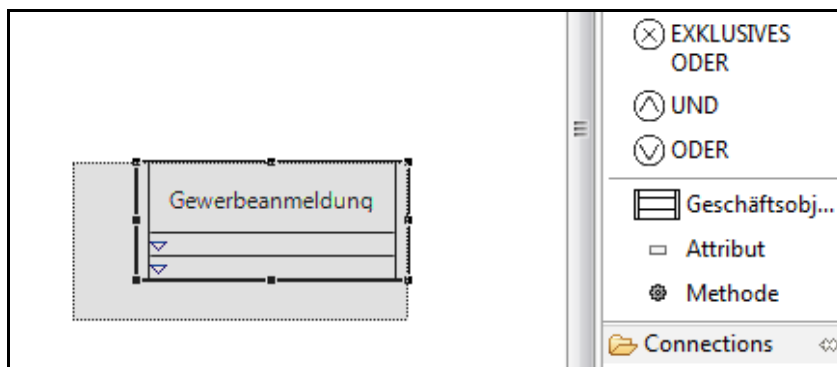 EXKLUSIVES
ODER
UND
ODER
Gewerbeanmeldung
Geschäftsobj...
Attribut
Methode
Connections